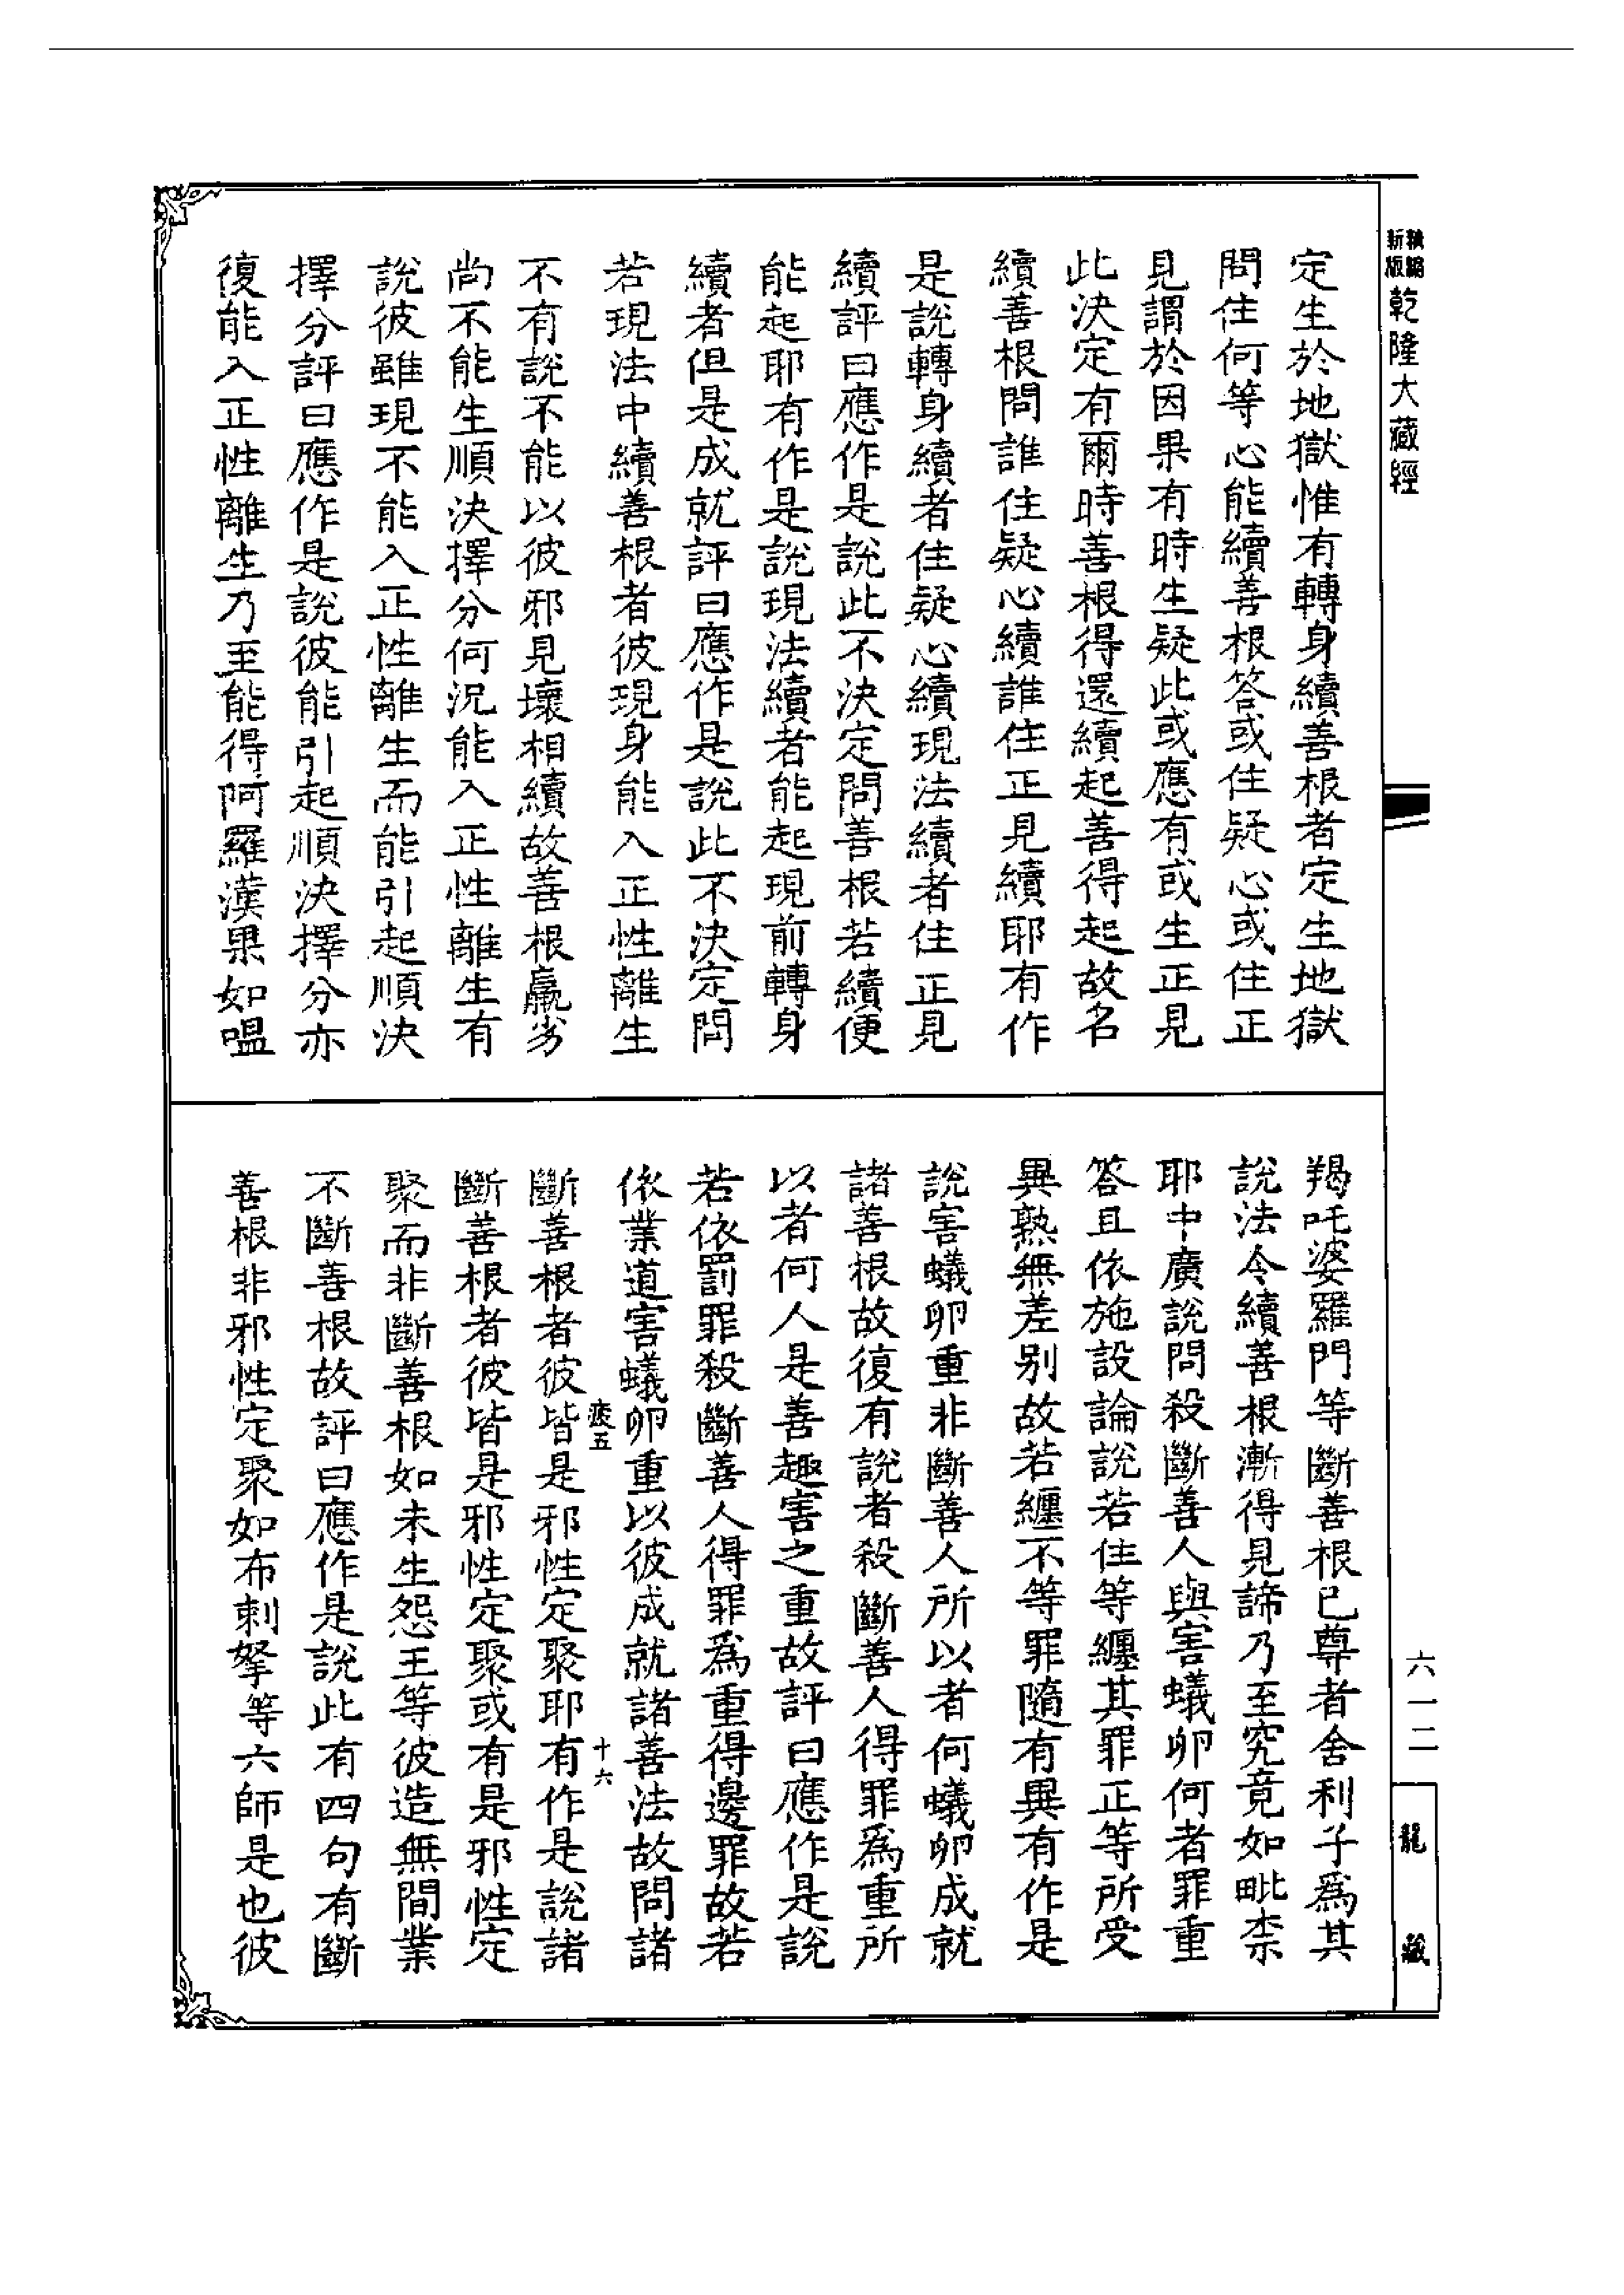 新編縮版乾隆大藏經
定生於地獄惟有轉身續善根者定生地獄
問住何等心能續善根答或住疑心或住正
見謂於因果有時生疑此或應有或生正見
此決定有爾時善根得還續起善得起故名
續善根問誰住疑心續誰住正見續耶有作
是說轉身續者住疑心續現法續者住正見
續評曰應作是說此不決定問善根若續便
能起耶有作是說現法續者能起現前轉身
續者但是成就評曰應作是說此不決定問
若現法中續善根者彼現身能入正性離生
不有說不能以彼邪見壞相續故善根羸劣
尚不能生順決擇分何況能入正性離生有
說彼雖現不能入正性離生而能引起順決
擇分評曰應作是說彼能引起順決擇分亦
復能入正性離生乃至能得阿羅漢果如嗢
羯吒婆羅門等斷善根已尊者舍利子為其
說法令續善根漸得見諦乃至究竟如毗柰
耶中廣說問殺斷善人與害蟻卵何者罪重
答且依施設論說若住等纏其罪正等所受
異熟無差別故若纏不等罪隨有異有作是
說害蟻卵重非斷善人所以者何蟻卵成就
諸善根故復有說者殺斷善人得罪為重所
以者何人是善趣害之重故評曰應作是說
若依罰罪殺斷善人得罪為重得邊罪故若
依業道害蟻卵重以彼成就諸善法故問諸
疲五 十六
斷善根者彼皆是邪性定聚耶有作是說諸
斷善根者彼皆是邪性定聚或有是邪性定
聚而非斷善根如未生怨王等彼造無間業
不斷善根故評曰應作是說此有四句有斷
善根非邪性定聚如布刺拏等六師是也彼
六一二
龍藏